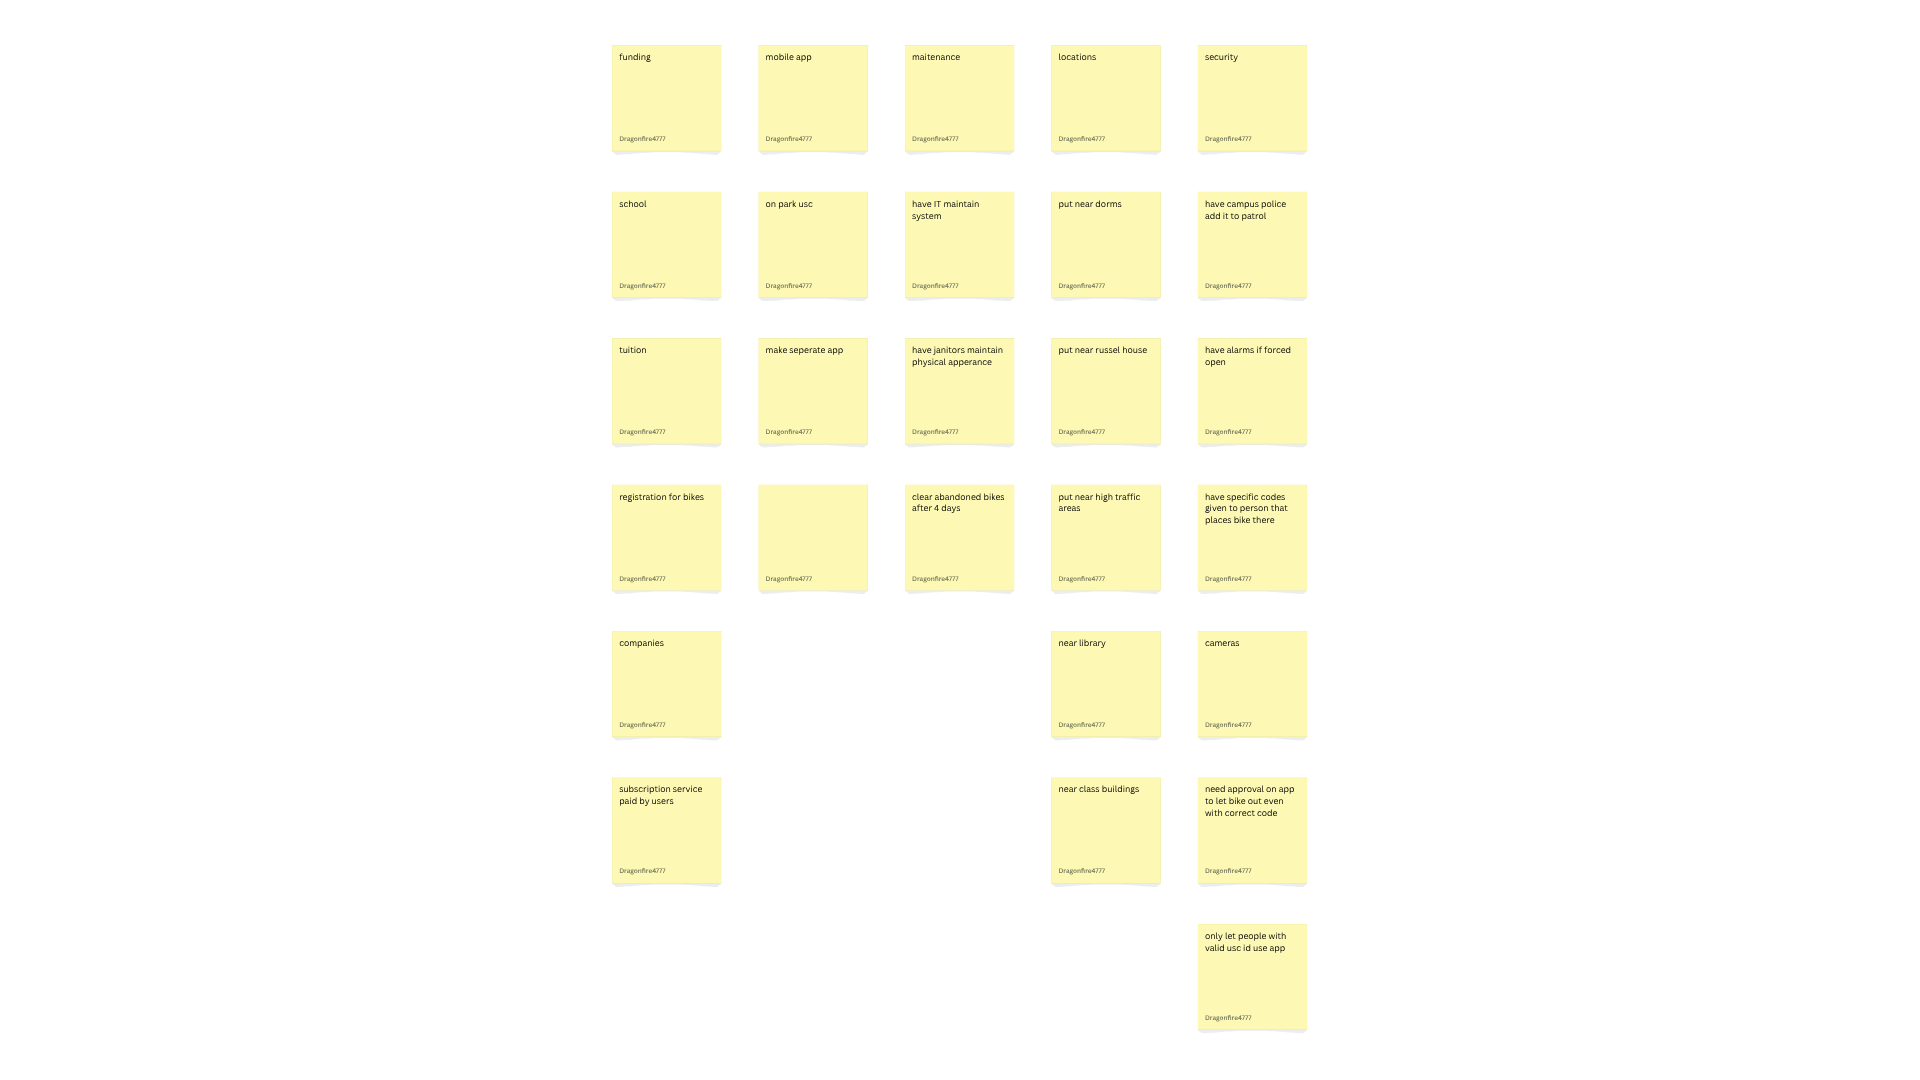 funding
Dragonfire4777
mobile app
Dragonfire4777
maitenance
Dragonfire4777
locations
Dragonfire4777
security
Dragonfire4777
school
Dragonfire4777
on park usc
Dragonfire4777
have IT maintain
system
Dragonfire4777
put near dorms
Dragonfire4777
have campus police
add it to patrol
Dragonfire4777
tuition
Dragonfire4777
make seperate app
Dragonfire4777
have janitors maintain
physical apperance
Dragonfire4777
put near russel house
Dragonfire4777
have alarms if forced
open
Dragonfire4777
registration for bikes
Dragonfire4777
Dragonfire4777
clear abandoned bikes
after 4 days
Dragonfire4777
put near high traffic
areas
Dragonfire4777
have specific codes
given to person that
places bike there
Dragonfire4777
companies
Dragonfire4777
near library
Dragonfire4777
cameras
Dragonfire4777
subscription service
paid by users
Dragonfire4777
near class buildings
Dragonfire4777
need approval on app
to let bike out even
with correct code
Dragonfire4777
only let people with
valid usc id use app
Dragonfire4777